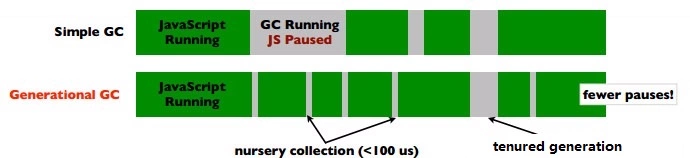 Simple GC
JavaScript
Running
GC Running
JS Paused
Generational GC
JavaScript
Running
fewer pauses!
nursery collection (<100 us)
tenured generation